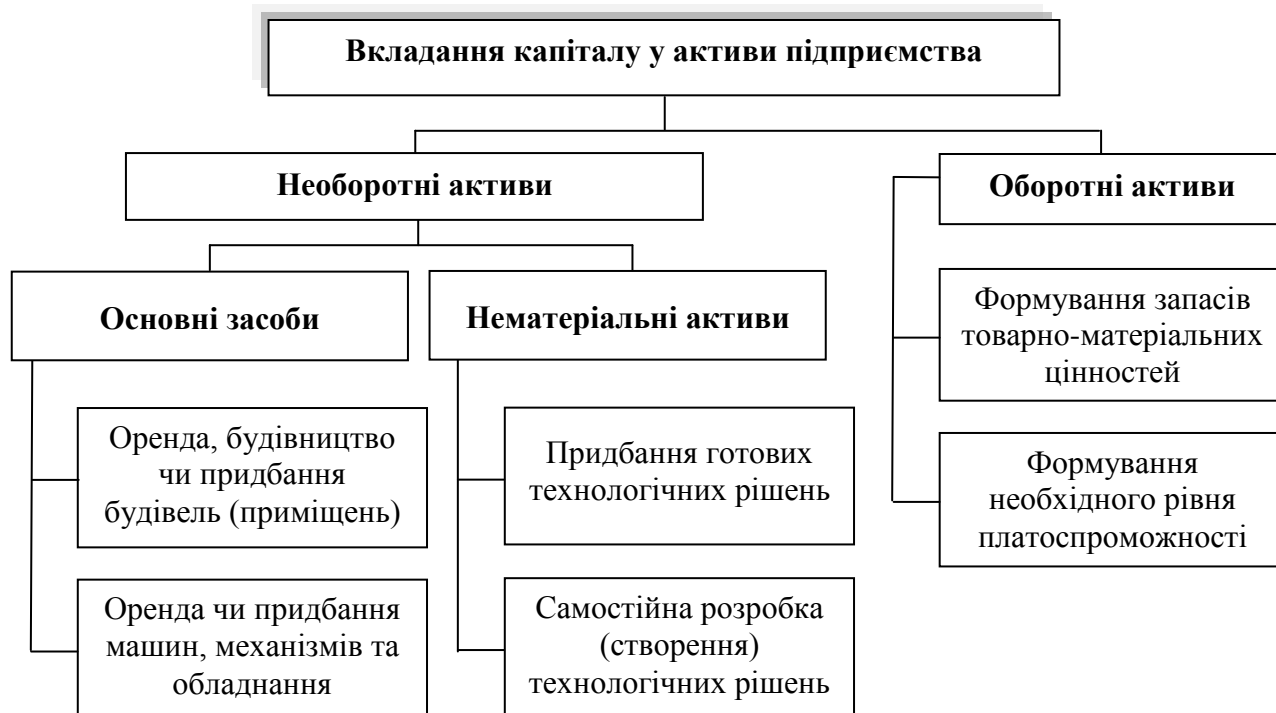 Вкладання капіталу у активи підприємства
Необоротні активи
Оборотні активи
Основні засоби
Нематеріальні активи
Формування запасів
товарно-матеріальних
цінностей
Оренда, будівництво
чи придбання
будівель (приміщень)
Придбання готових
технологічних рішень
Формування
необхідного рівня
платоспроможності
Оренда чи придбання
машин, механізмів та
обладнання
Самостійна розробка
(створення)
технологічних рішень